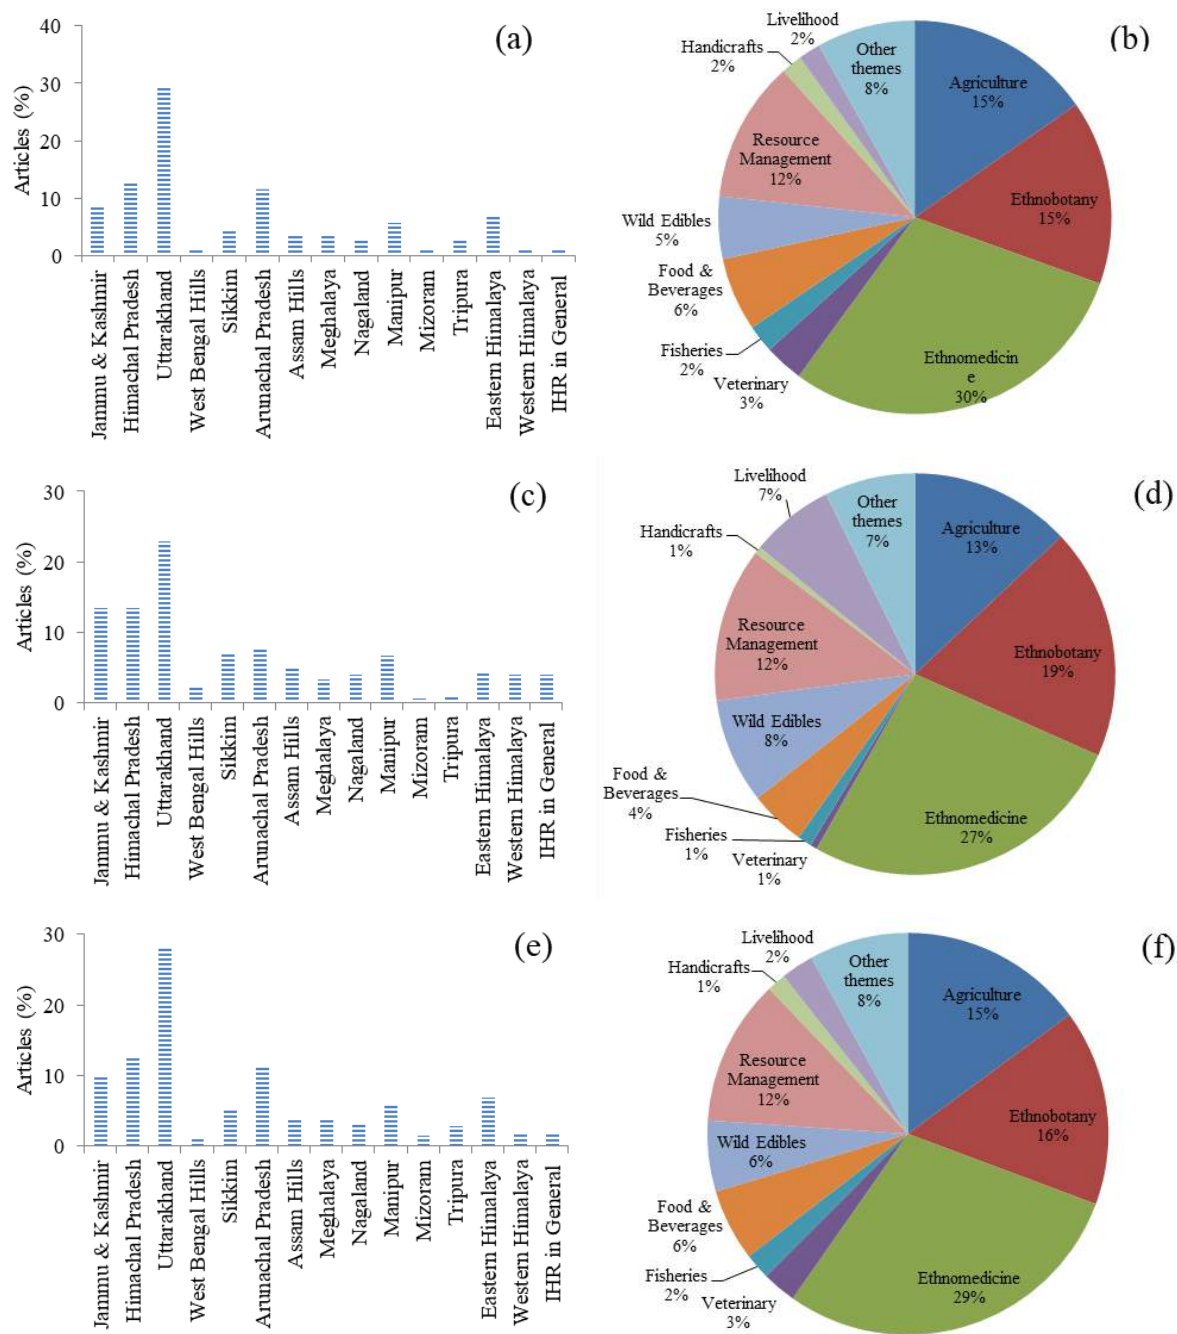 40
30
20
10
0
Articles (%)
(a)
Jammu & Kashmir
Himachal Pradesh
Uttarakhand
West Bengal Hills
Sikkim
Arunachal Pradesh
Assam Hills
Meghalaya
Nagaland
Manipur
Mizoram
Tripura
Eastern Himalaya
Western Himalaya
IHR in General
(b)
Livelihood
2%
Handicrafts
2%
Other
themes
8%
Agriculture
15%
Resource
Management
12%
Ethnobotany
15%
Wild Edibles
5%
Food &
Beverages
6%
Fisheries
2%
Veterinary
3%
Ethnomedicin
e
30%
30
20
10
0
Articles (%)
(c)
Jammu & Kashmir
Himachal Pradesh
Uttarakhand
West Bengal Hills
Sikkim
Arunachal Pradesh
Assam Hills
Meghalaya
Nagaland
Manipur
Mizoram
Tripura
Eastern Himalaya
Western Himalaya
IHR in General
(d)
Livelihood
7%
Handicrafts
1%
Other
themes
7%
Agriculture
13%
Resource
Management
12%
Ethnobotany
19%
Wild Edibles
8%
Food &
Beverages
4%
Fisheries
1%
Veterinary
1%
Ethnomedicine
27%
30
20
10
0
Articles (%)
(e)
Jammu & Kashmir
Himachal Pradesh
Uttarakhand
West Bengal Hills
Sikkim
Arunachal Pradesh
Assam Hills
Meghalaya
Nagaland
Manipur
Mizoram
Tripura
Eastern Himalaya
Western Himalaya
IHR in General
(f)
Livelihood
2%
Handicrafts
1%
Other
themes
8%
Agriculture
15%
Resource
Management
12%
Ethnobotany
16%
Wild Edibles
6%
Food &
Beverages
6%
Fisheries
2%
Veterinary
3%
Ethnomedicine
29%